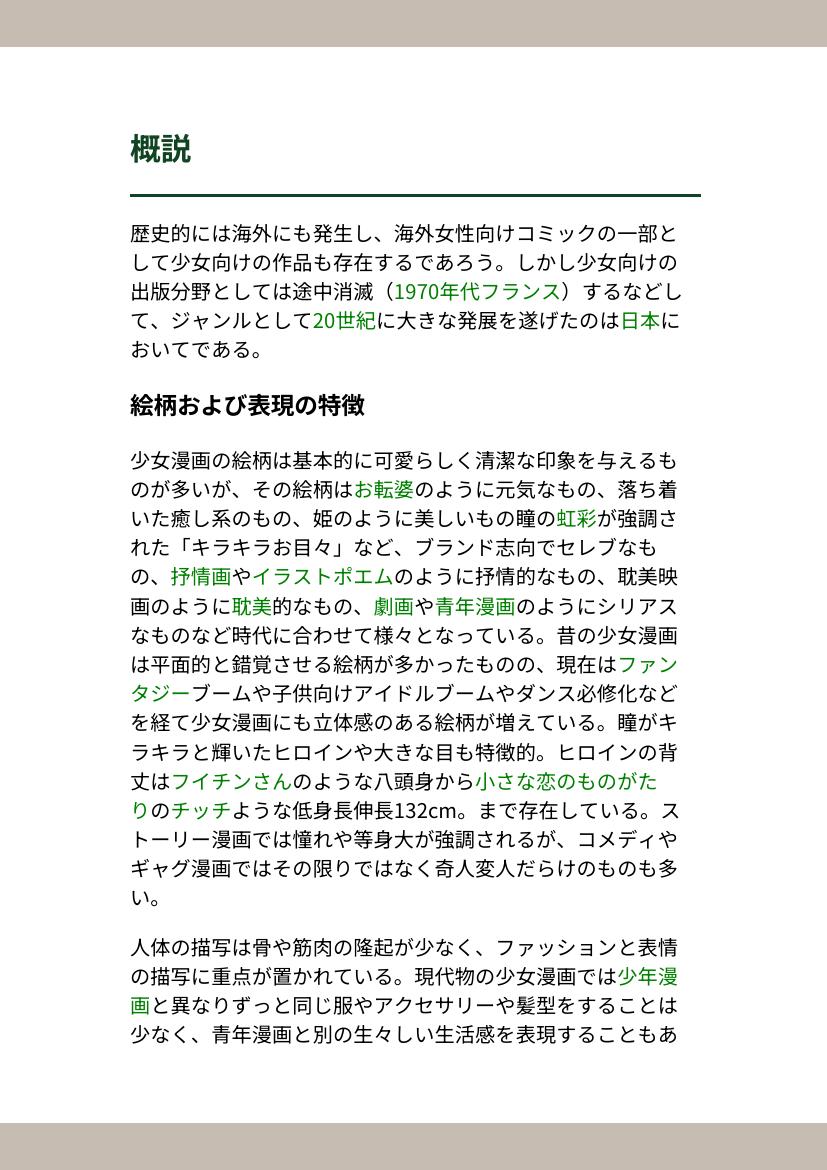 概説
歴史的には海外にも発生し、海外女性向けコミックの一部と
して少女向けの作品も存在するであろう。しかし少女向けの
出版分野としては途中消滅（1970年代フランス）するなどし
て、ジャンルとして20世紀に大きな発展を遂げたのは日本に
おいてである。
絵柄および表現の特徴
少女漫画の絵柄は基本的に可愛らしく清潔な印象を与えるも
のが多いが、その絵柄はお転婆のように元気なもの、落ち着
いた癒し系のもの、姫のように美しいもの瞳の虹彩が強調さ
れた「キラキラお目々」など、ブランド志向でセレブなも
の、抒情画やイラストポエムのように抒情的なもの、耽美映
画のように耽美的なもの、劇画や青年漫画のようにシリアス
なものなど時代に合わせて様々となっている。昔の少女漫画
は平面的と錯覚させる絵柄が多かったものの、現在はファン
タジーブームや子供向けアイドルブームやダンス必修化など
を経て少女漫画にも立体感のある絵柄が増えている。瞳がキ
ラキラと輝いたヒロインや大きな目も特徴的。ヒロインの背
丈はフイチンさんのような八頭身から小さな恋のものがた
りのチッチような低身長伸長132cm。まで存在している。ス
トーリー漫画では憧れや等身大が強調されるが、コメディや
ギャグ漫画ではその限りではなく奇人変人だらけのものも多
い。
人体の描写は骨や筋肉の隆起が少なく、ファッションと表情
の描写に重点が置かれている。現代物の少女漫画では少年漫
画と異なりずっと同じ服やアクセサリーや髪型をすることは
少なく、青年漫画と別の生々しい生活感を表現することもあ